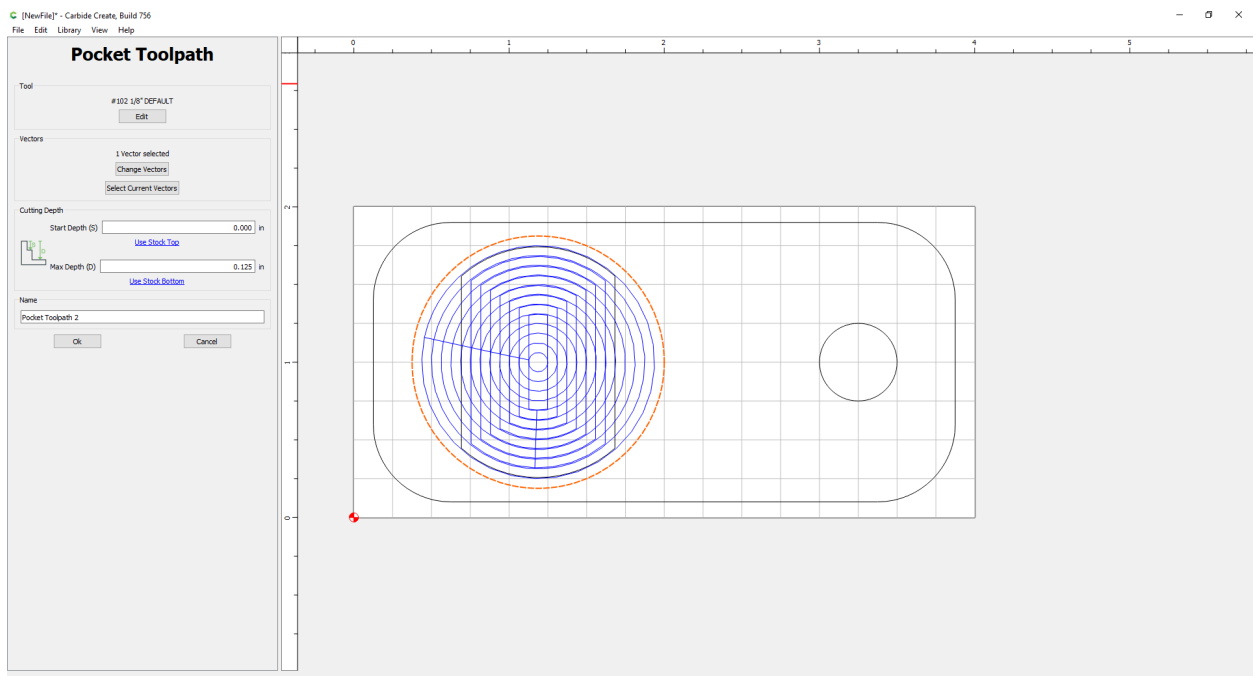 [NewFile]* - Carbide Create, Build 756
File Edit Library View Help
Pocket Toolpath
Tool
#102 1/8" DEFAULT
Edit
Vectors
1 Vector selected
Change Vectors
Select Current Vectors
Cutting Depth
Start Depth (S) 0.000 in
Use Stock Top
Max Depth (D) 0.125 in
Use Stock Bottom
Name
Pocket Toolpath 2
Ok Cancel
0 1 2 3 4 5
2
1
0